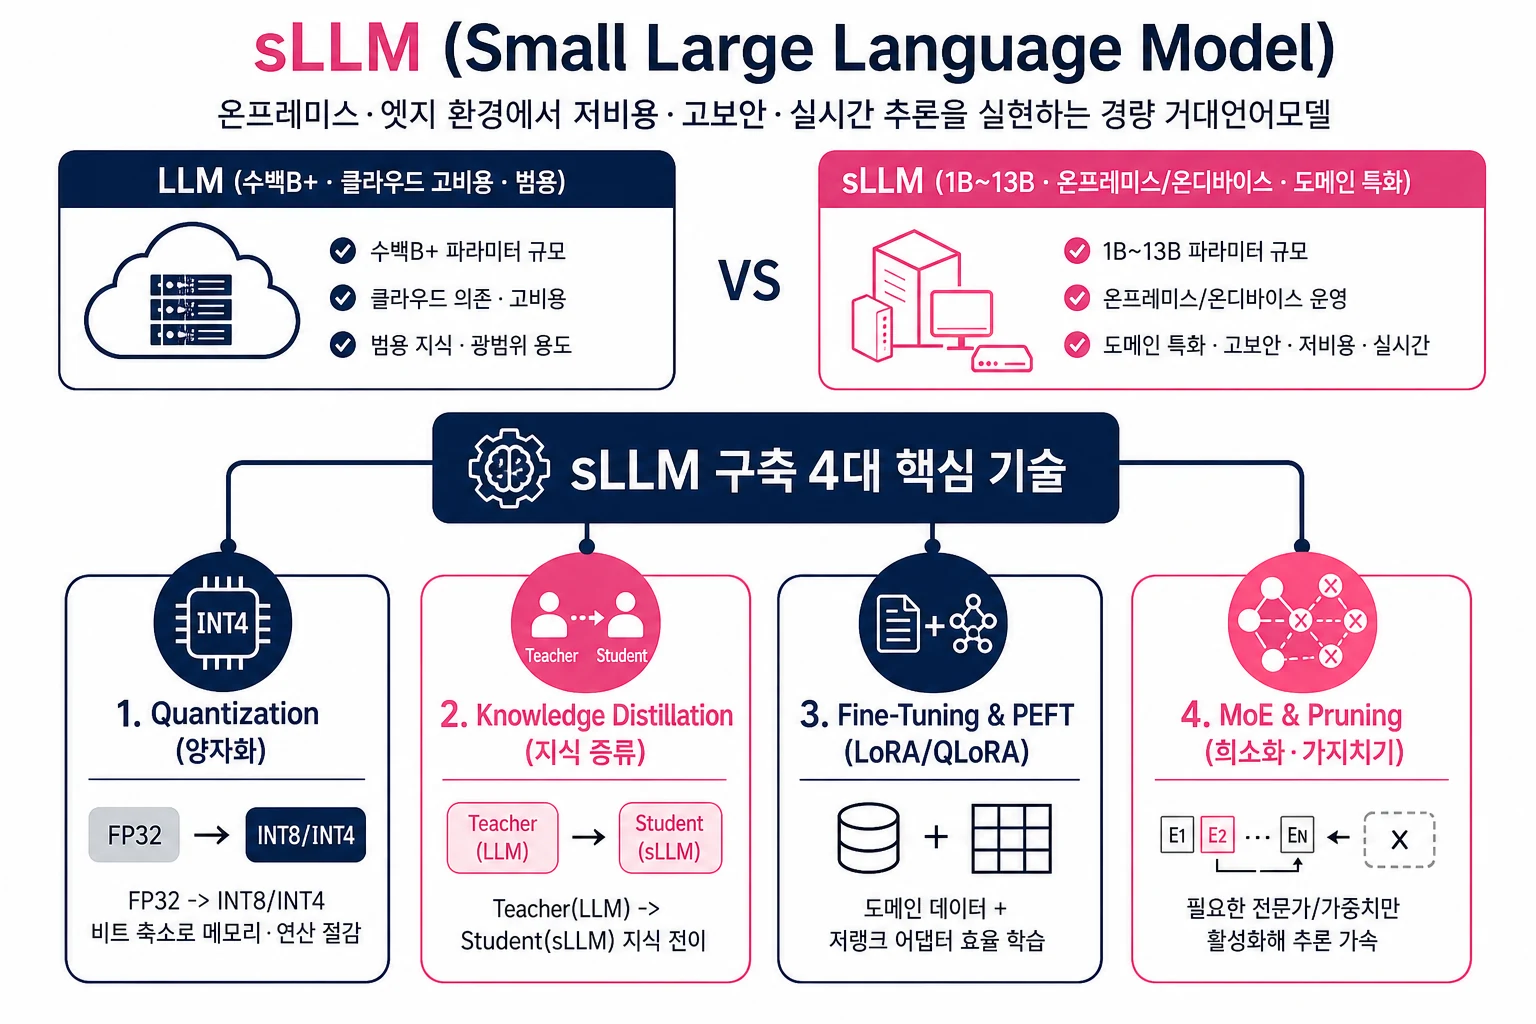 sLLM (Small Large Language Model)
온프레미스·엣지 환경에서 저비용·고보안·실시간 추론을 실현하는 경량 거대언어모델
LLM (수백B+ · 클라우드 고비용 · 범용)
수백B+ 파라미터 규모
클라우드 의존 · 고비용
범용 지식 · 광범위 용도
VS
sLLM (1B~13B · 온프레미스/온디바이스 · 도메인 특화)
1B~13B 파라미터 규모
온프레미스/온디바이스 운영
도메인 특화 · 고보안 · 저비용 · 실시간
sLLM 구축 4대 핵심 기술
INT4
1. Quantization
(양자화)
FP32 → INT8/INT4
FP32 -> INT8/INT4
비트 축소로 메모리·연산 절감
Teacher Student
2. Knowledge Distillation
(지식 증류)
Teacher
(LLM)
→
Student
(sLLM)
Teacher(LLM) ->
Student(sLLM) 지식 전이
+
3. Fine-Tuning & PEFT
(LoRA/QLoRA)
+
도메인 데이터 +
저랭크 어댑터 효율 학습
X X X X
4. MoE & Pruning
(희소화·가지치기)
E1 E2 ··· EN ← X
필요한 전문가/가중치만
활성화해 추론 가속